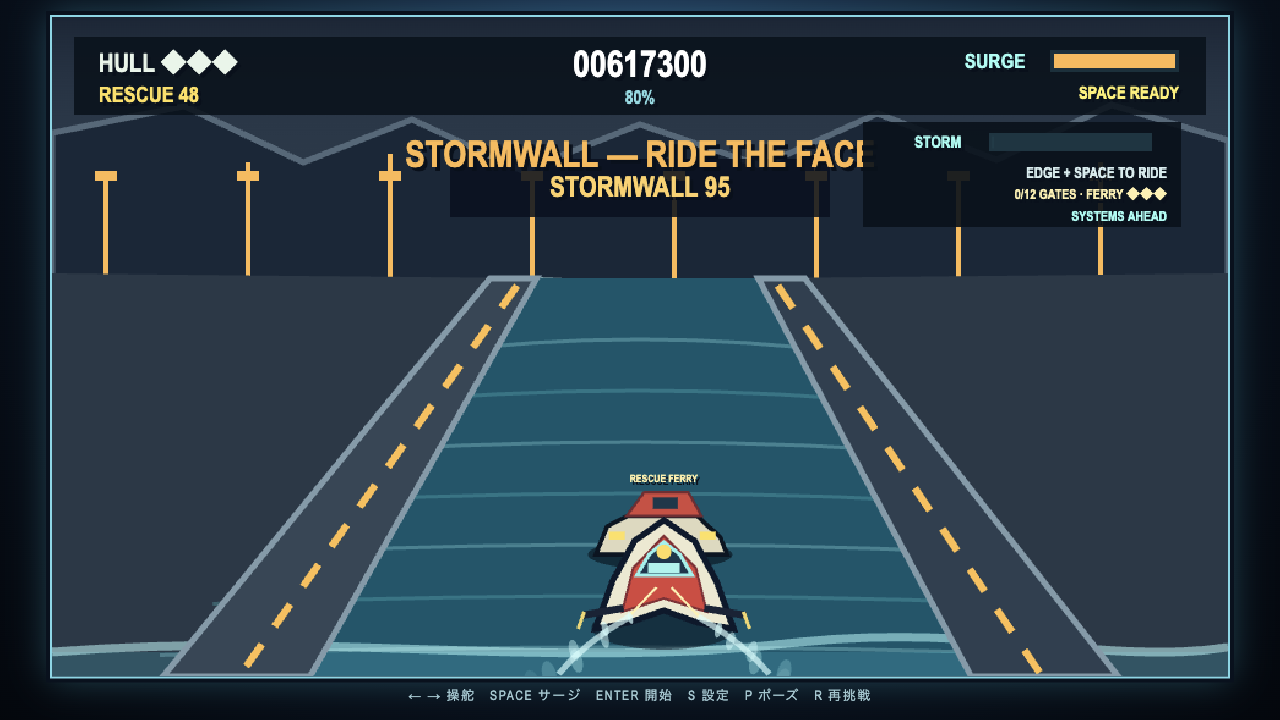 HULL
RESCUE 48
00617300
80%
SURGE
SPACE READY
STORMWALL — RIDE THE FACE
STORMWALL 95
STORM
EDGE + SPACE TO RIDE
0/12 GATES · FERRY ◆◆◆
SYSTEMS AHEAD
RESCUE FERRY
← → 操舵 SPACE サージ ENTER 開始 S 設定 P ポーズ R 再挑戦